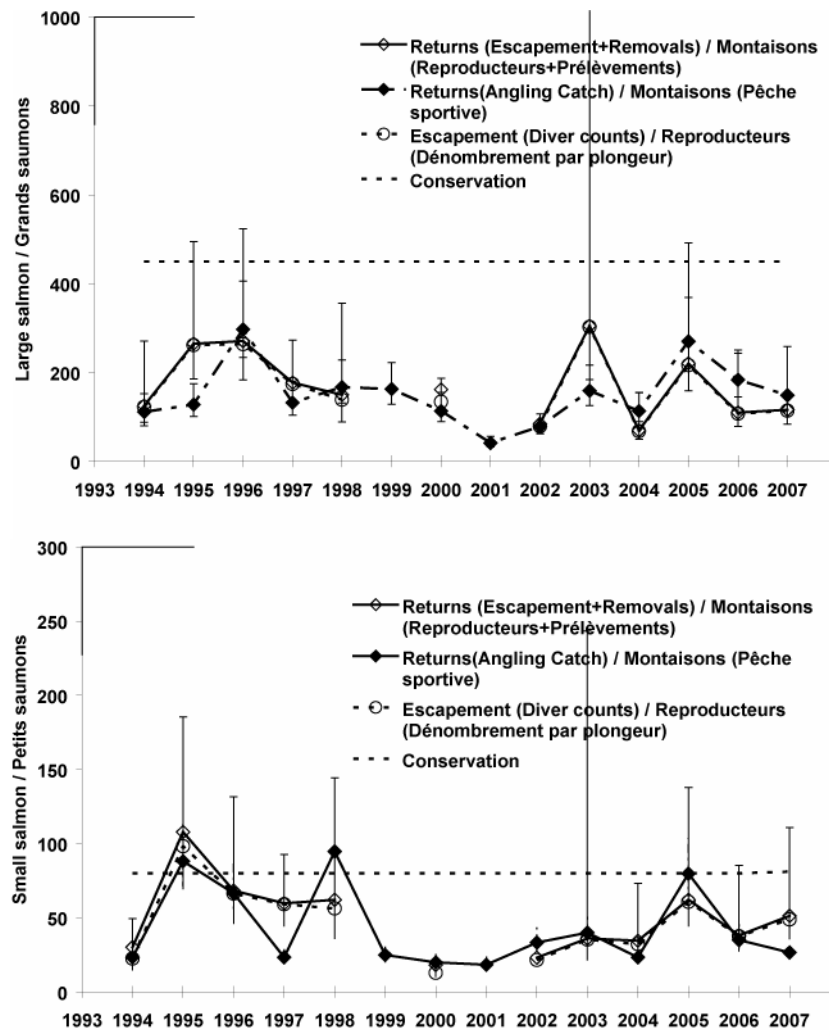 1000
800
600
400
200
0
Large salmon / Grands saumons
Returns (Escapement+Removals) / Montaisons
(Reproducteurs+Prélèvements)
Returns(Angling Catch) / Montaisons (Pêche
sportive)
Escapement (Diver counts) / Reproducteurs
(Dénombrement par plongeur)
Conservation
1993 1994 1995 1996 1997 1998 1999 2000 2001 2002 2003 2004 2005 2006 2007
300
250
200
150
100
50
0
Small salmon / Petits saumons
Returns (Escapement+Removals) / Montaisons
(Reproducteurs+Prélèvements)
Returns(Angling Catch) / Montaisons (Pêche
sportive)
Escapement (Diver counts) / Reproducteurs
(Dénombrement par plongeur)
Conservation
1993 1994 1995 1996 1997 1998 1999 2000 2001 2002 2003 2004 2005 2006 2007